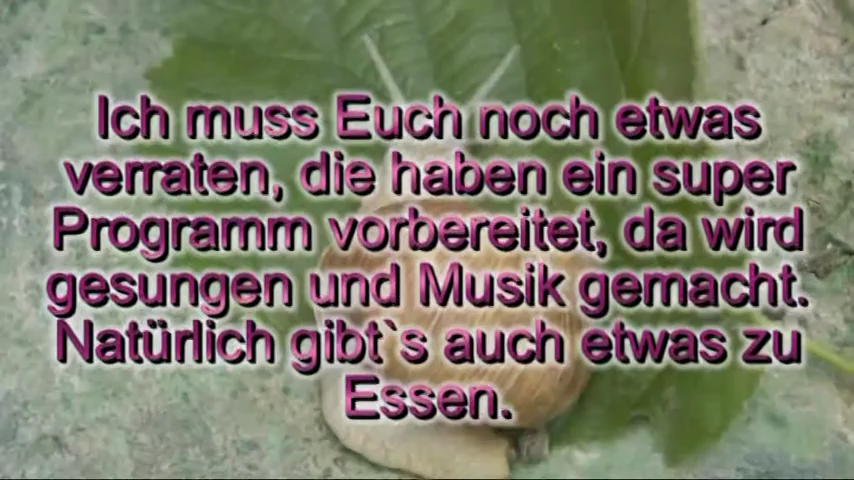 Ich muss Euch noch etwas
verraten, die haben ein super
Programm vorbereitet, da wird
gesungen und Musik gemacht.
Natürlich gibt`s auch etwas zu
Essen.